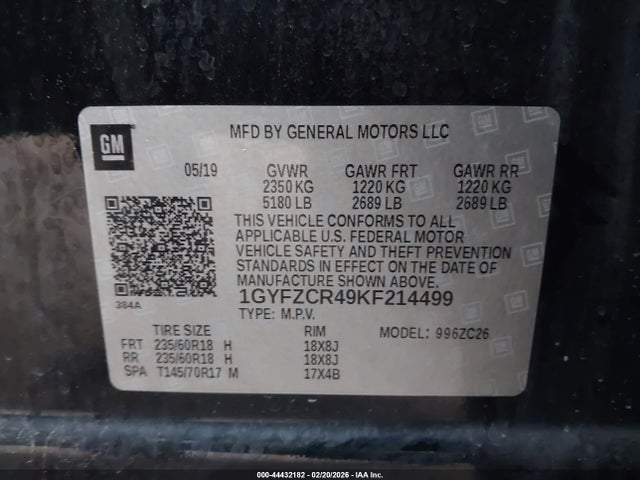 GM
MFD BY GENERAL MOTORS LLC
05/19 GVWR GAWR FRT GAWR RR
2350 KG 1220 KG 1220 KG
5180 LB 2689 LB 2689 LB
THIS VEHICLE CONFORMS TO ALL
APPLICABLE U.S. FEDERAL MOTOR
VEHICLE SAFETY AND THEFT PREVENTION
STANDARDS IN EFFECT ON THE DATE OF
MANUFACTURE SHOWN ABOVE.
384A
1GYFZCR49KF214499
TYPE: M.P.V. MODEL: 996ZC26
TIRE SIZE RIM
FRT 235/60R18 H 18X8J
RR 235/60R18 H 18X8J
SPA T145/70R17 M 17X4B
000-44432182 - 02/20/2026 - IAA Inc.